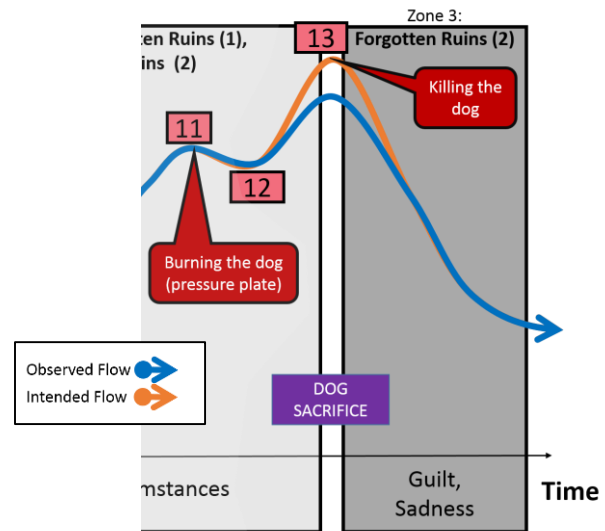 Zone 3:
ten Ruins (1),
ins (2)
13
Forgotten Ruins (2)
Killing the
dog
11
12
Burning the dog
(pressure plate)
Observed Flow
Intended Flow
DOG
SACRIFICE
mstances
Guilt,
Sadness
Time